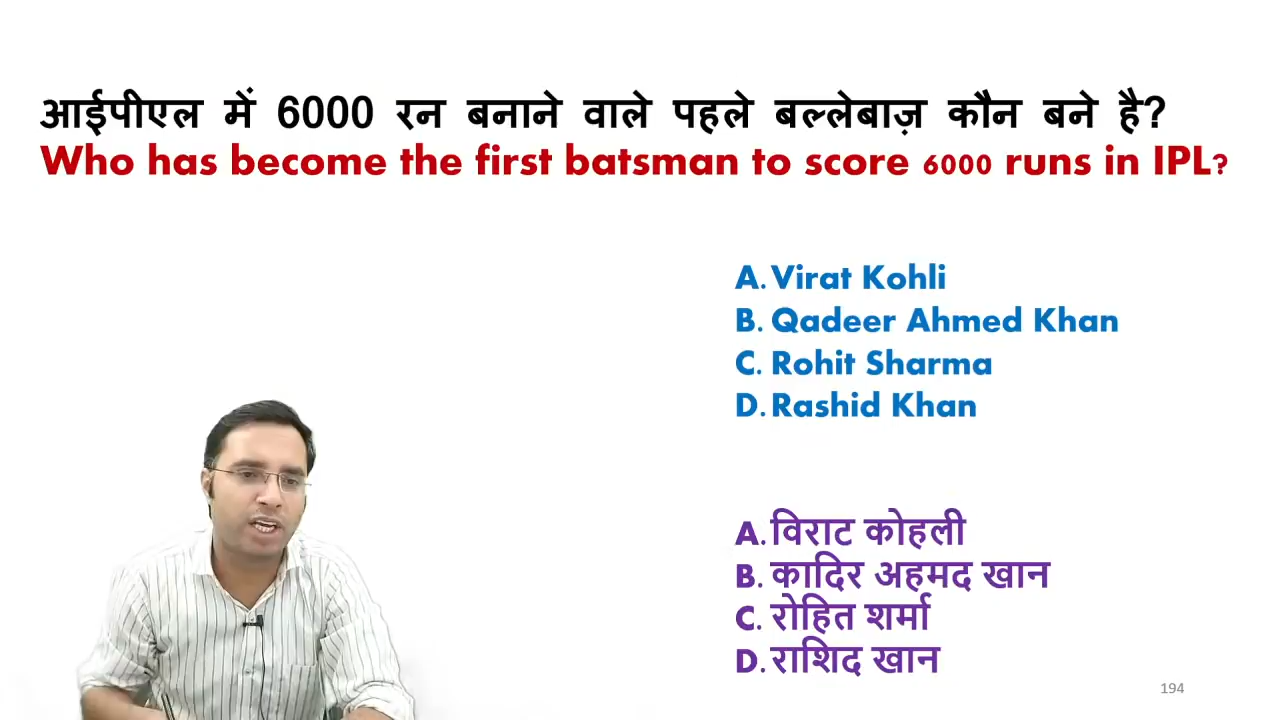 आईपीएल में 6000 रन बनाने वाले पहले बल्लेबाज़ कौन बने है?
Who has become the first batsman to score 6000 runs in IPL?
A. Virat Kohli
B. Qadeer Ahmed Khan
C. Rohit Sharma
D. Rashid Khan
A. विराट कोहली
B. कादिर अहमद खान
C. रोहित शर्मा
D. राशिद खान
194